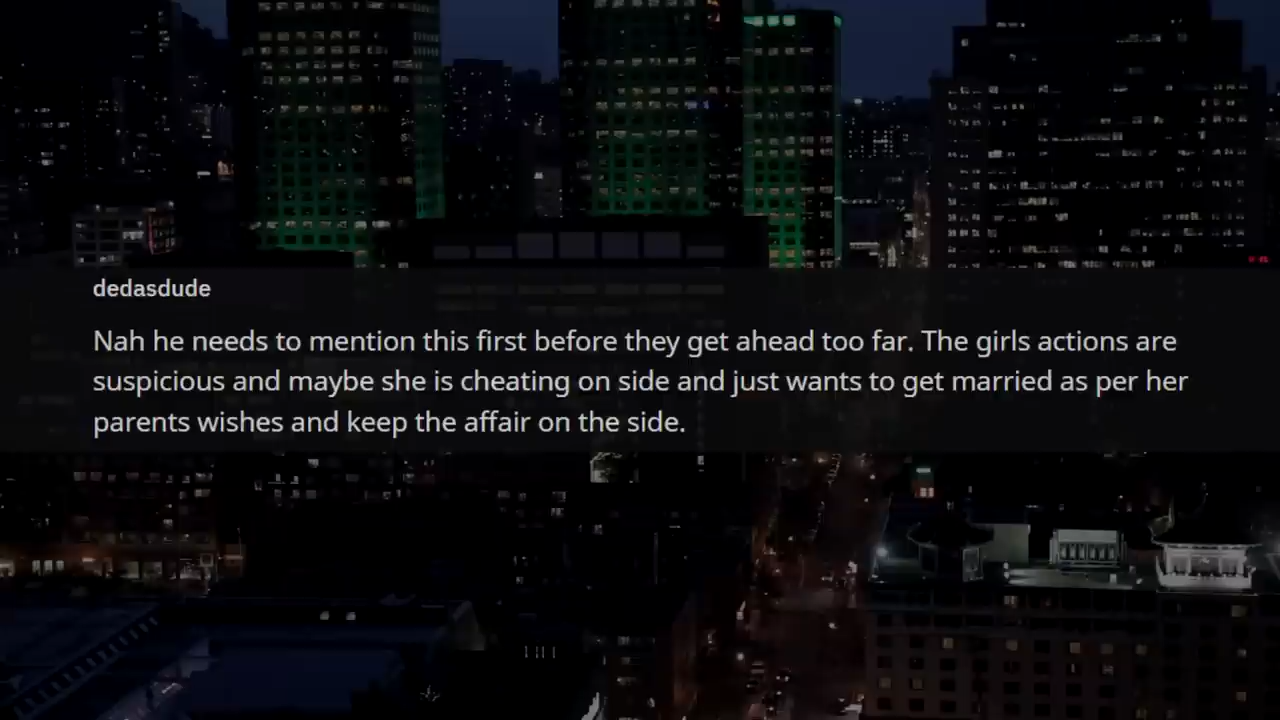 dedasdude
Nah he needs to mention this first before they get ahead too far. The girls actions are
suspicious and maybe she is cheating on side and just wants to get married as per her
parents wishes and keep the affair on the side.